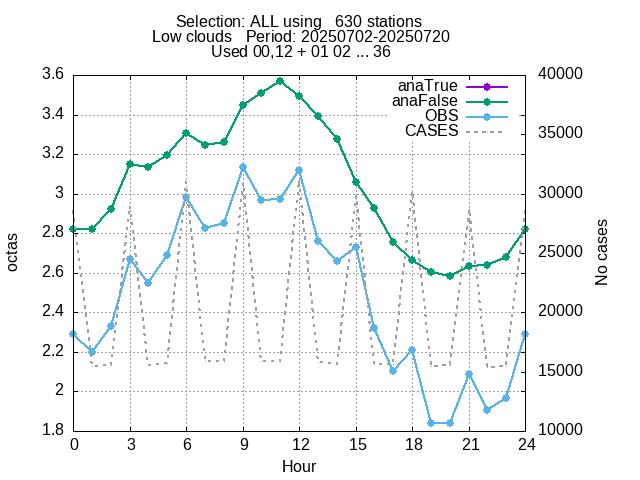 Selection: ALL using   630 stations
Low clouds   Period: 20250702-20250720
Used 00,12 + 01 02 ... 36
3.6
3.4
3.2
3
2.8
2.6
2.4
2.2
2
1.8
octas
anaTrue
anaFalse
OBS
CASES
40000
35000
30000
25000
20000
15000
10000
No cases
0 3 6 9 12 15 18 21 24
Hour